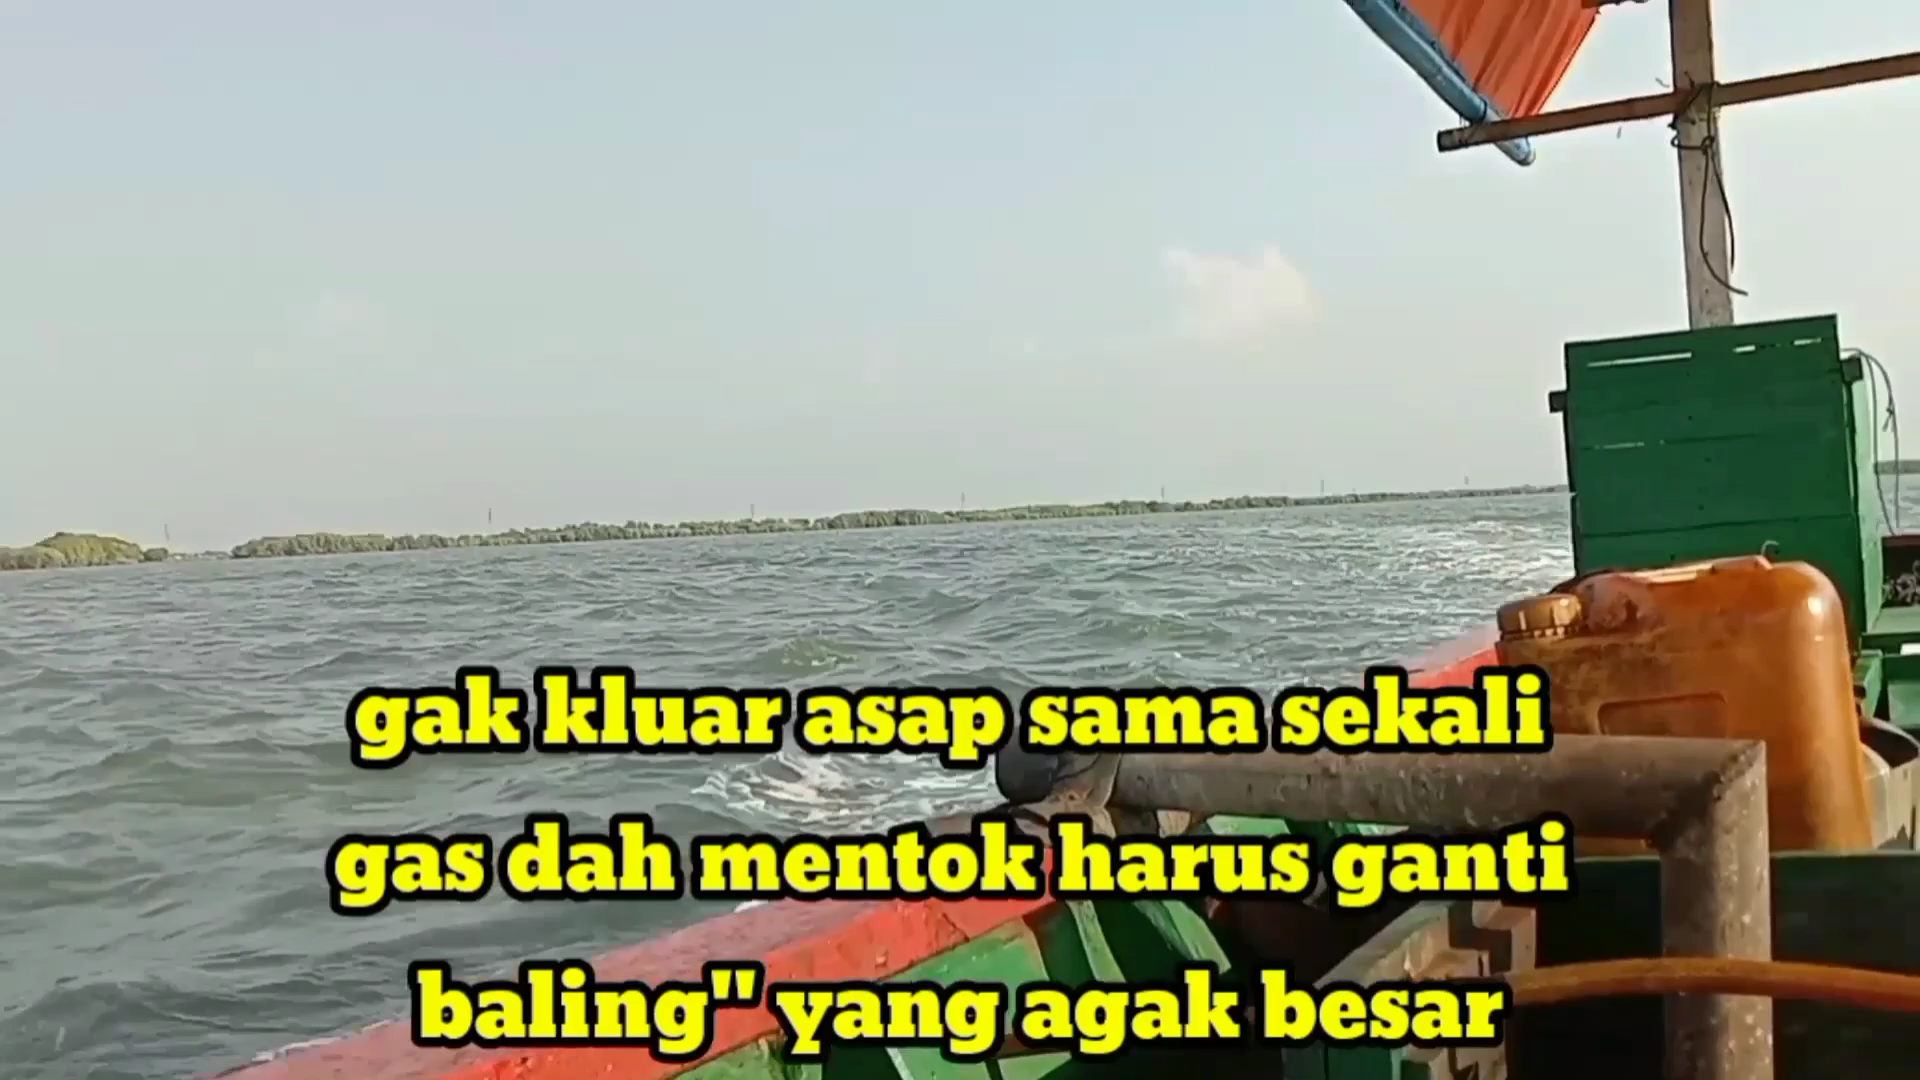 gak kluar asap sama sekali
gas dah mentok harus ganti
baling" yang agak besar